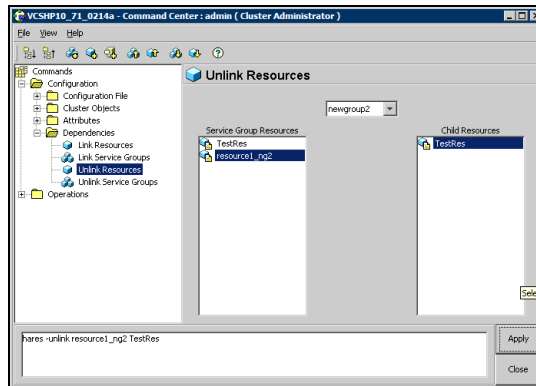 VCSHP10_71_0214a - Command Center : admin ( Cluster Administrator )
File View Help
Commands
Configuration
Configuration File
Cluster Objects
Attributes
Dependencies
Link Resources
Link Service Groups
Unlink Resources
Unlink Service Groups
Operations
Unlink Resources
newgroup2
Service Group Resources
TestRes
resource1_ng2
Child Resources
TestRes
Sele
hares -unlink resource1_ng2 TestRes
Apply
Close